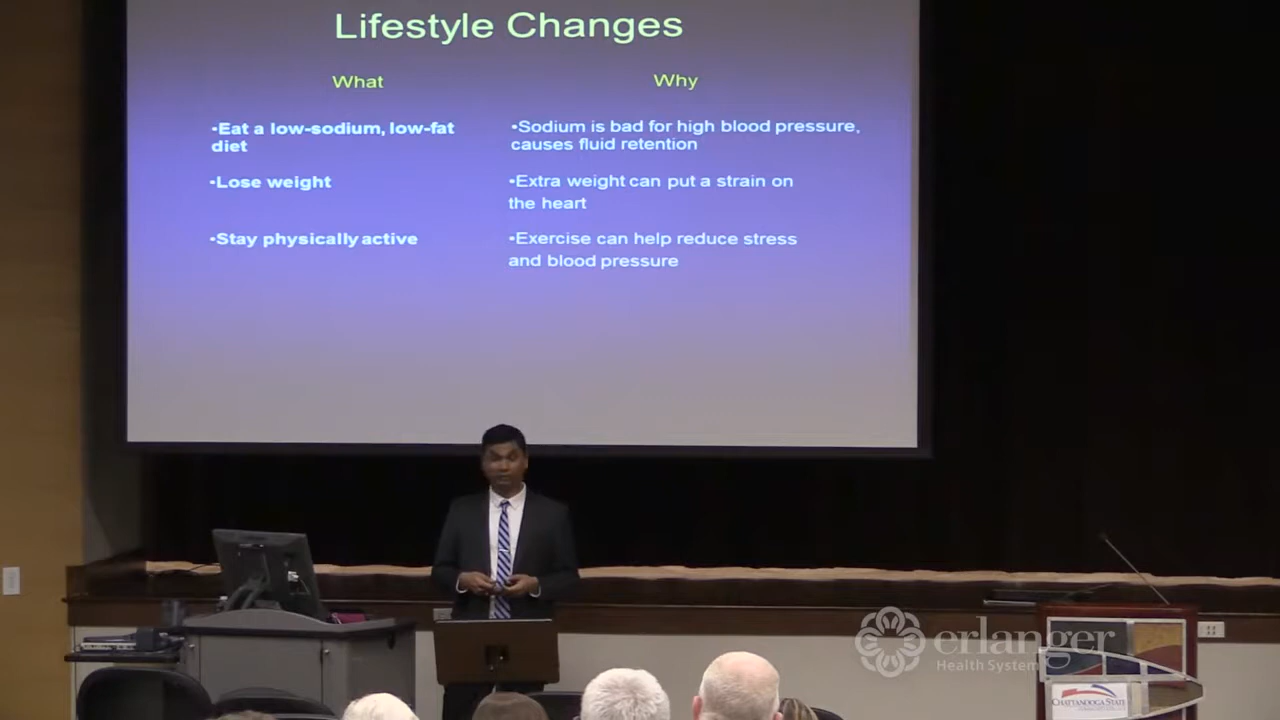 Lifestyle Changes
What
Why
•Eat a low-sodium, low-fat
diet
•Sodium is bad for high blood pressure,
causes fluid retention
•Lose weight
•Extra weight can put a strain on
the heart
•Stay physically active
•Exercise can help reduce stress
and blood pressure
erlanger
Health System
CHATTANOOGA STATE